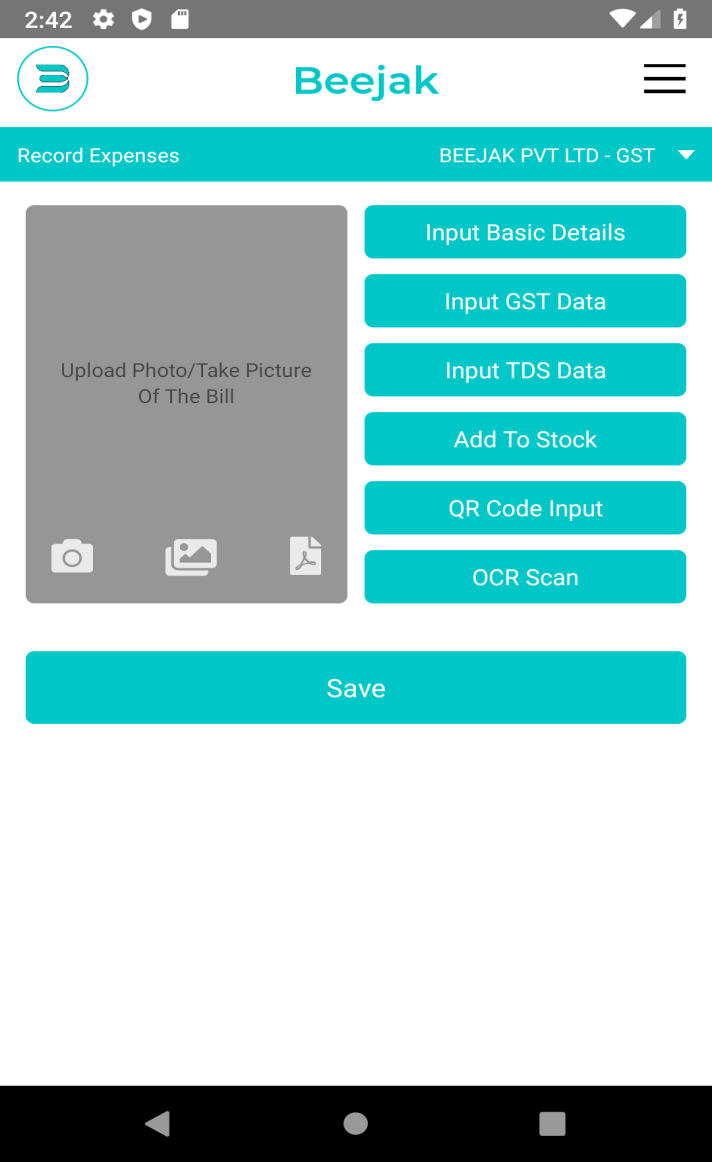 2:42
Beejak
Record Expenses
BEEJAK PVT LTD - GST
Upload Photo/Take Picture
Of The Bill
Input Basic Details
Input GST Data
Input TDS Data
Add To Stock
QR Code Input
OCR Scan
Save